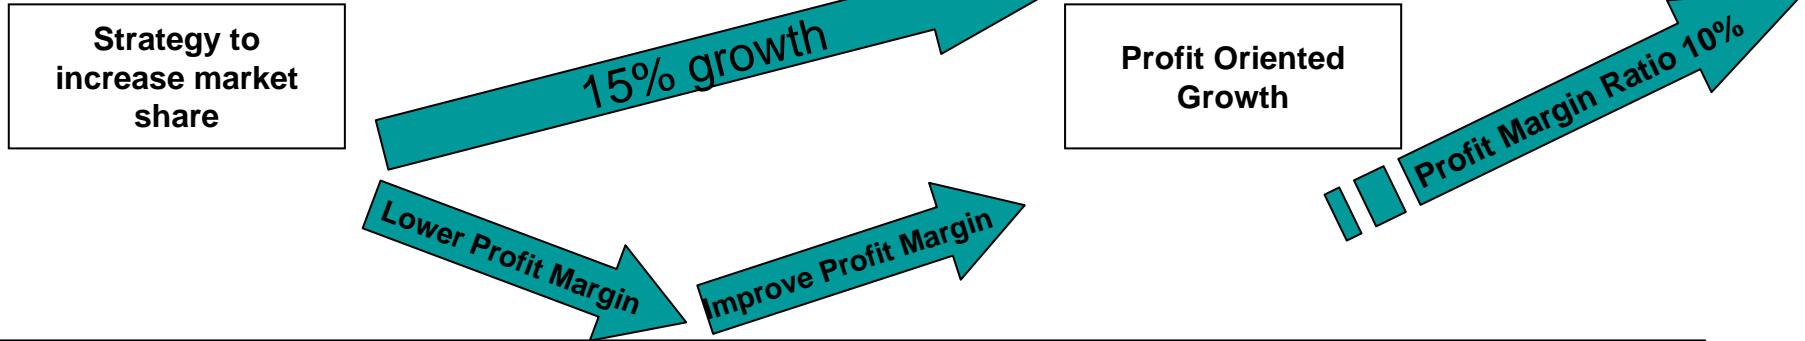 Strategy to
increase market
share
15% growth
Lower Profit Margin
Improve Profit Margin
Profit Oriented
Growth
Profit Margin Ratio 10%